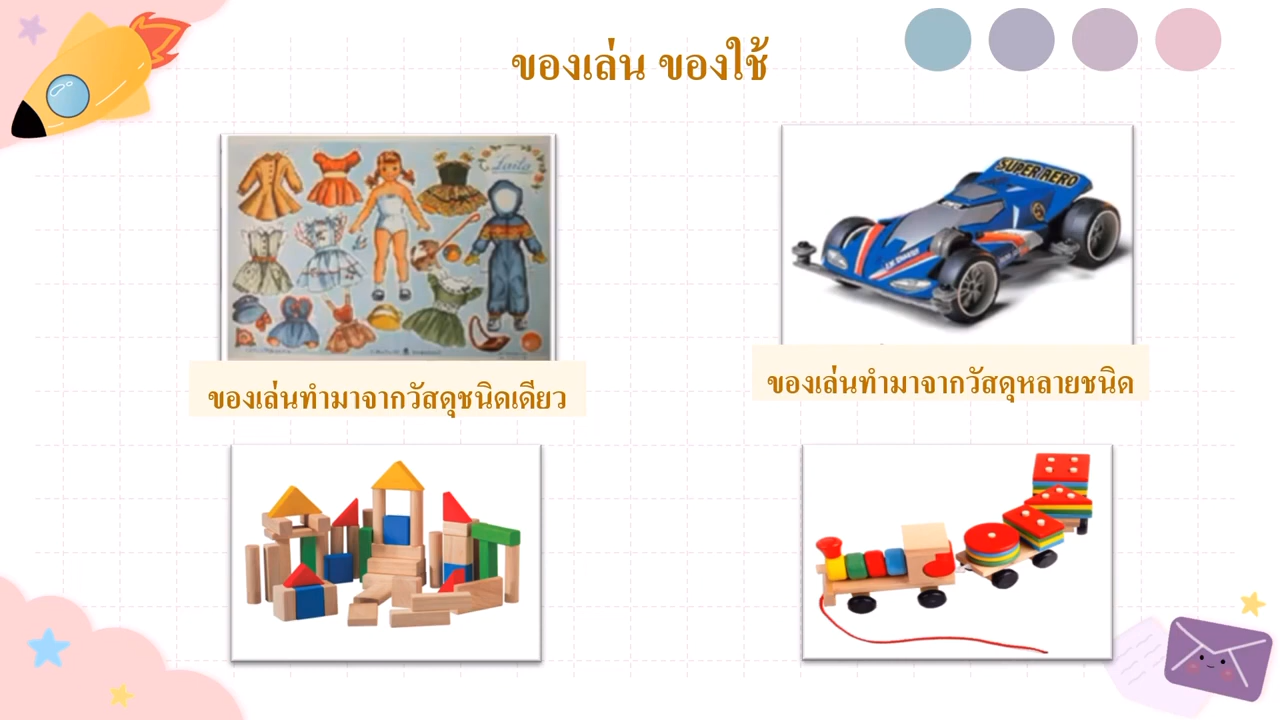 ของเล่น ของใช้
Laila
SUPER AERO
ของเล่นทำมาจากวัสดุชนิดเดียว
ของเล่นทำมาจากวัสดุหลายชนิด